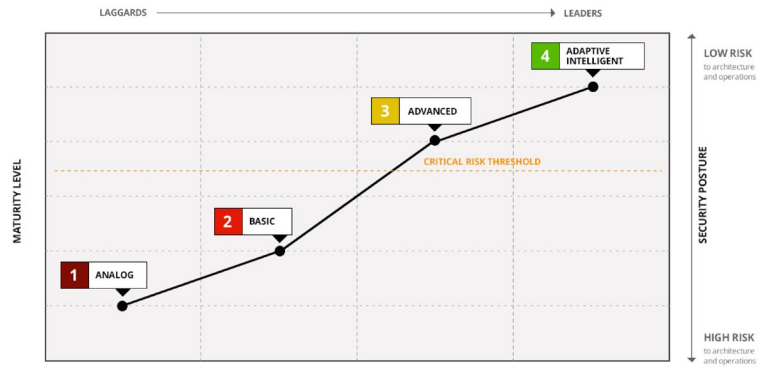 LAGGARDS
LEADERS
4
ADAPTIVE
INTELLIGENT
LOW RISK
to architecture
and operations
3
ADVANCED
CRITICAL RISK THRESHOLD
MATURITY LEVEL
SECURITY POSTURE
2
BASIC
1
ANALOG
HIGH RISK
to architecture
and operations